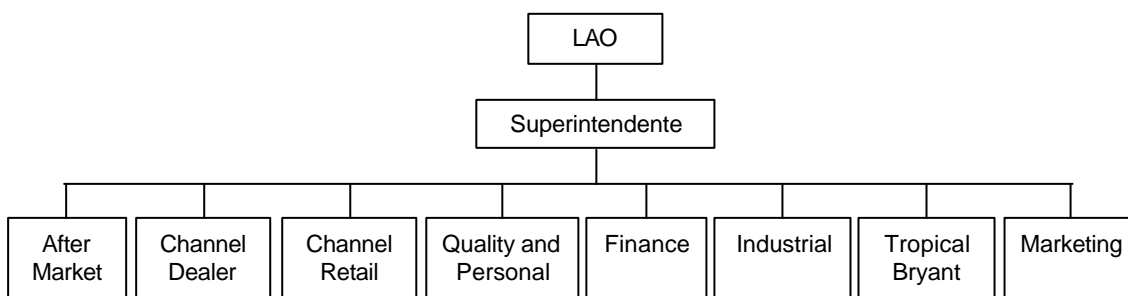 LAO
Superintendente
After
Market
Channel
Dealer
Channel
Retail
Quality and
Personal
Finance
Industrial
Tropical
Bryant
Marketing